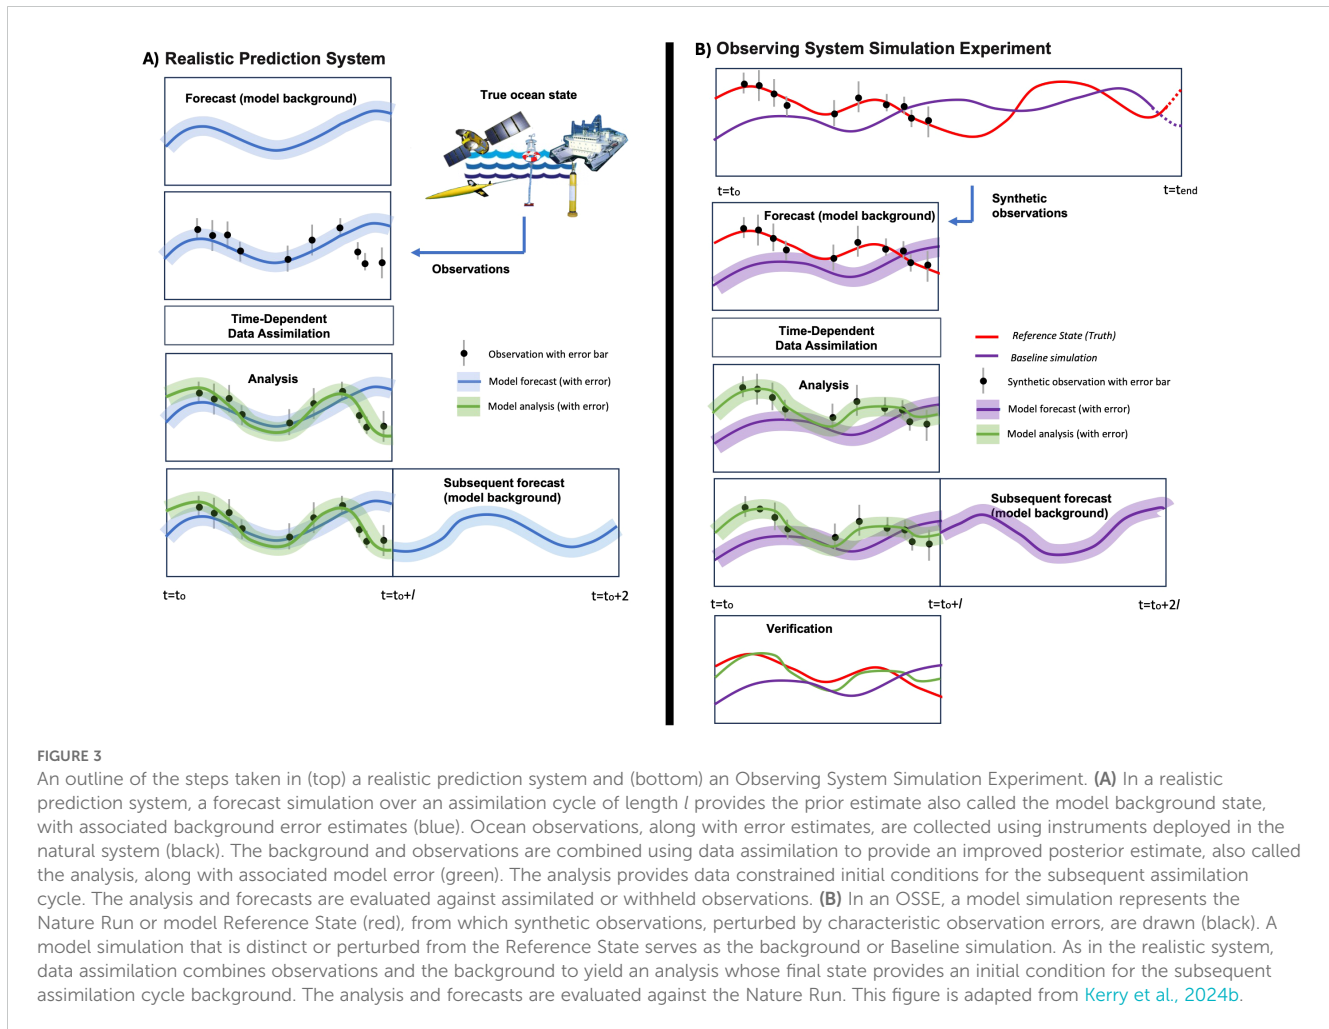 A) Realistic Prediction System
Forecast (model background)
True ocean state
Observations
Time-Dependent
Data Assimilation
Analysis
Observation with error bar
Model forecast (with error)
Model analysis (with error)
Subsequent forecast
(model background)
t=to
t=to+l
t=to+2
B) Observing System Simulation Experiment
t=to
t=tend
Synthetic
observations
Forecast (model background)
Time-Dependent
Data Assimilation
Reference State (Truth)
Baseline simulation
Synthetic observation with error bar
Model forecast (with error)
Model analysis (with error)
Analysis
Subsequent forecast
(model background)
t=to
t=to+l
t=to+2l
Verification
FIGURE 3
An outline of the steps taken in (top) a realistic prediction system and (bottom) an Observing System Simulation Experiment. (A) In a realistic
prediction system, a forecast simulation over an assimilation cycle of length l provides the prior estimate also called the model background state,
with associated background error estimates (blue). Ocean observations, along with error estimates, are collected using instruments deployed in the
natural system (black). The background and observations are combined using data assimilation to provide an improved posterior estimate, also called
the analysis, along with associated model error (green). The analysis provides data constrained initial conditions for the subsequent assimilation
cycle. The analysis and forecasts are evaluated against assimilated or withheld observations. (B) In an OSSE, a model simulation represents the
Nature Run or model Reference State (red), from which synthetic observations, perturbed by characteristic observation errors, are drawn (black). A
model simulation that is distinct or perturbed from the Reference State serves as the background or Baseline simulation. As in the realistic system,
data assimilation combines observations and the background to yield an analysis whose final state provides an initial condition for the subsequent
assimilation cycle background. The analysis and forecasts are evaluated against the Nature Run. This figure is adapted from Kerry et al., 2024b.